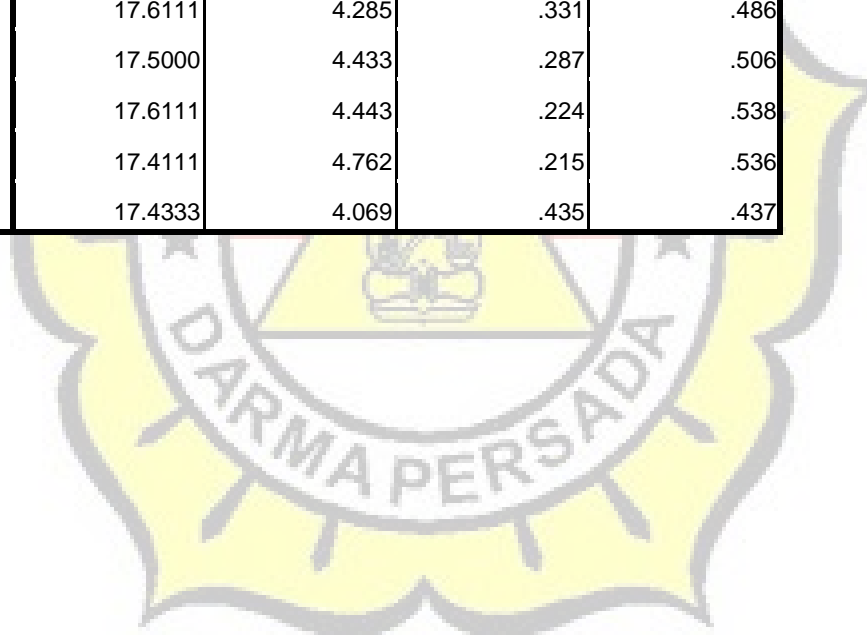 17.6111 4.285 .331 .486
17.5000 4.433 .287 .506
17.6111 4.443 .224 .538
17.4111 4.762 .215 .536
17.4333 4.069 .435 .437
DARMA PERSADA